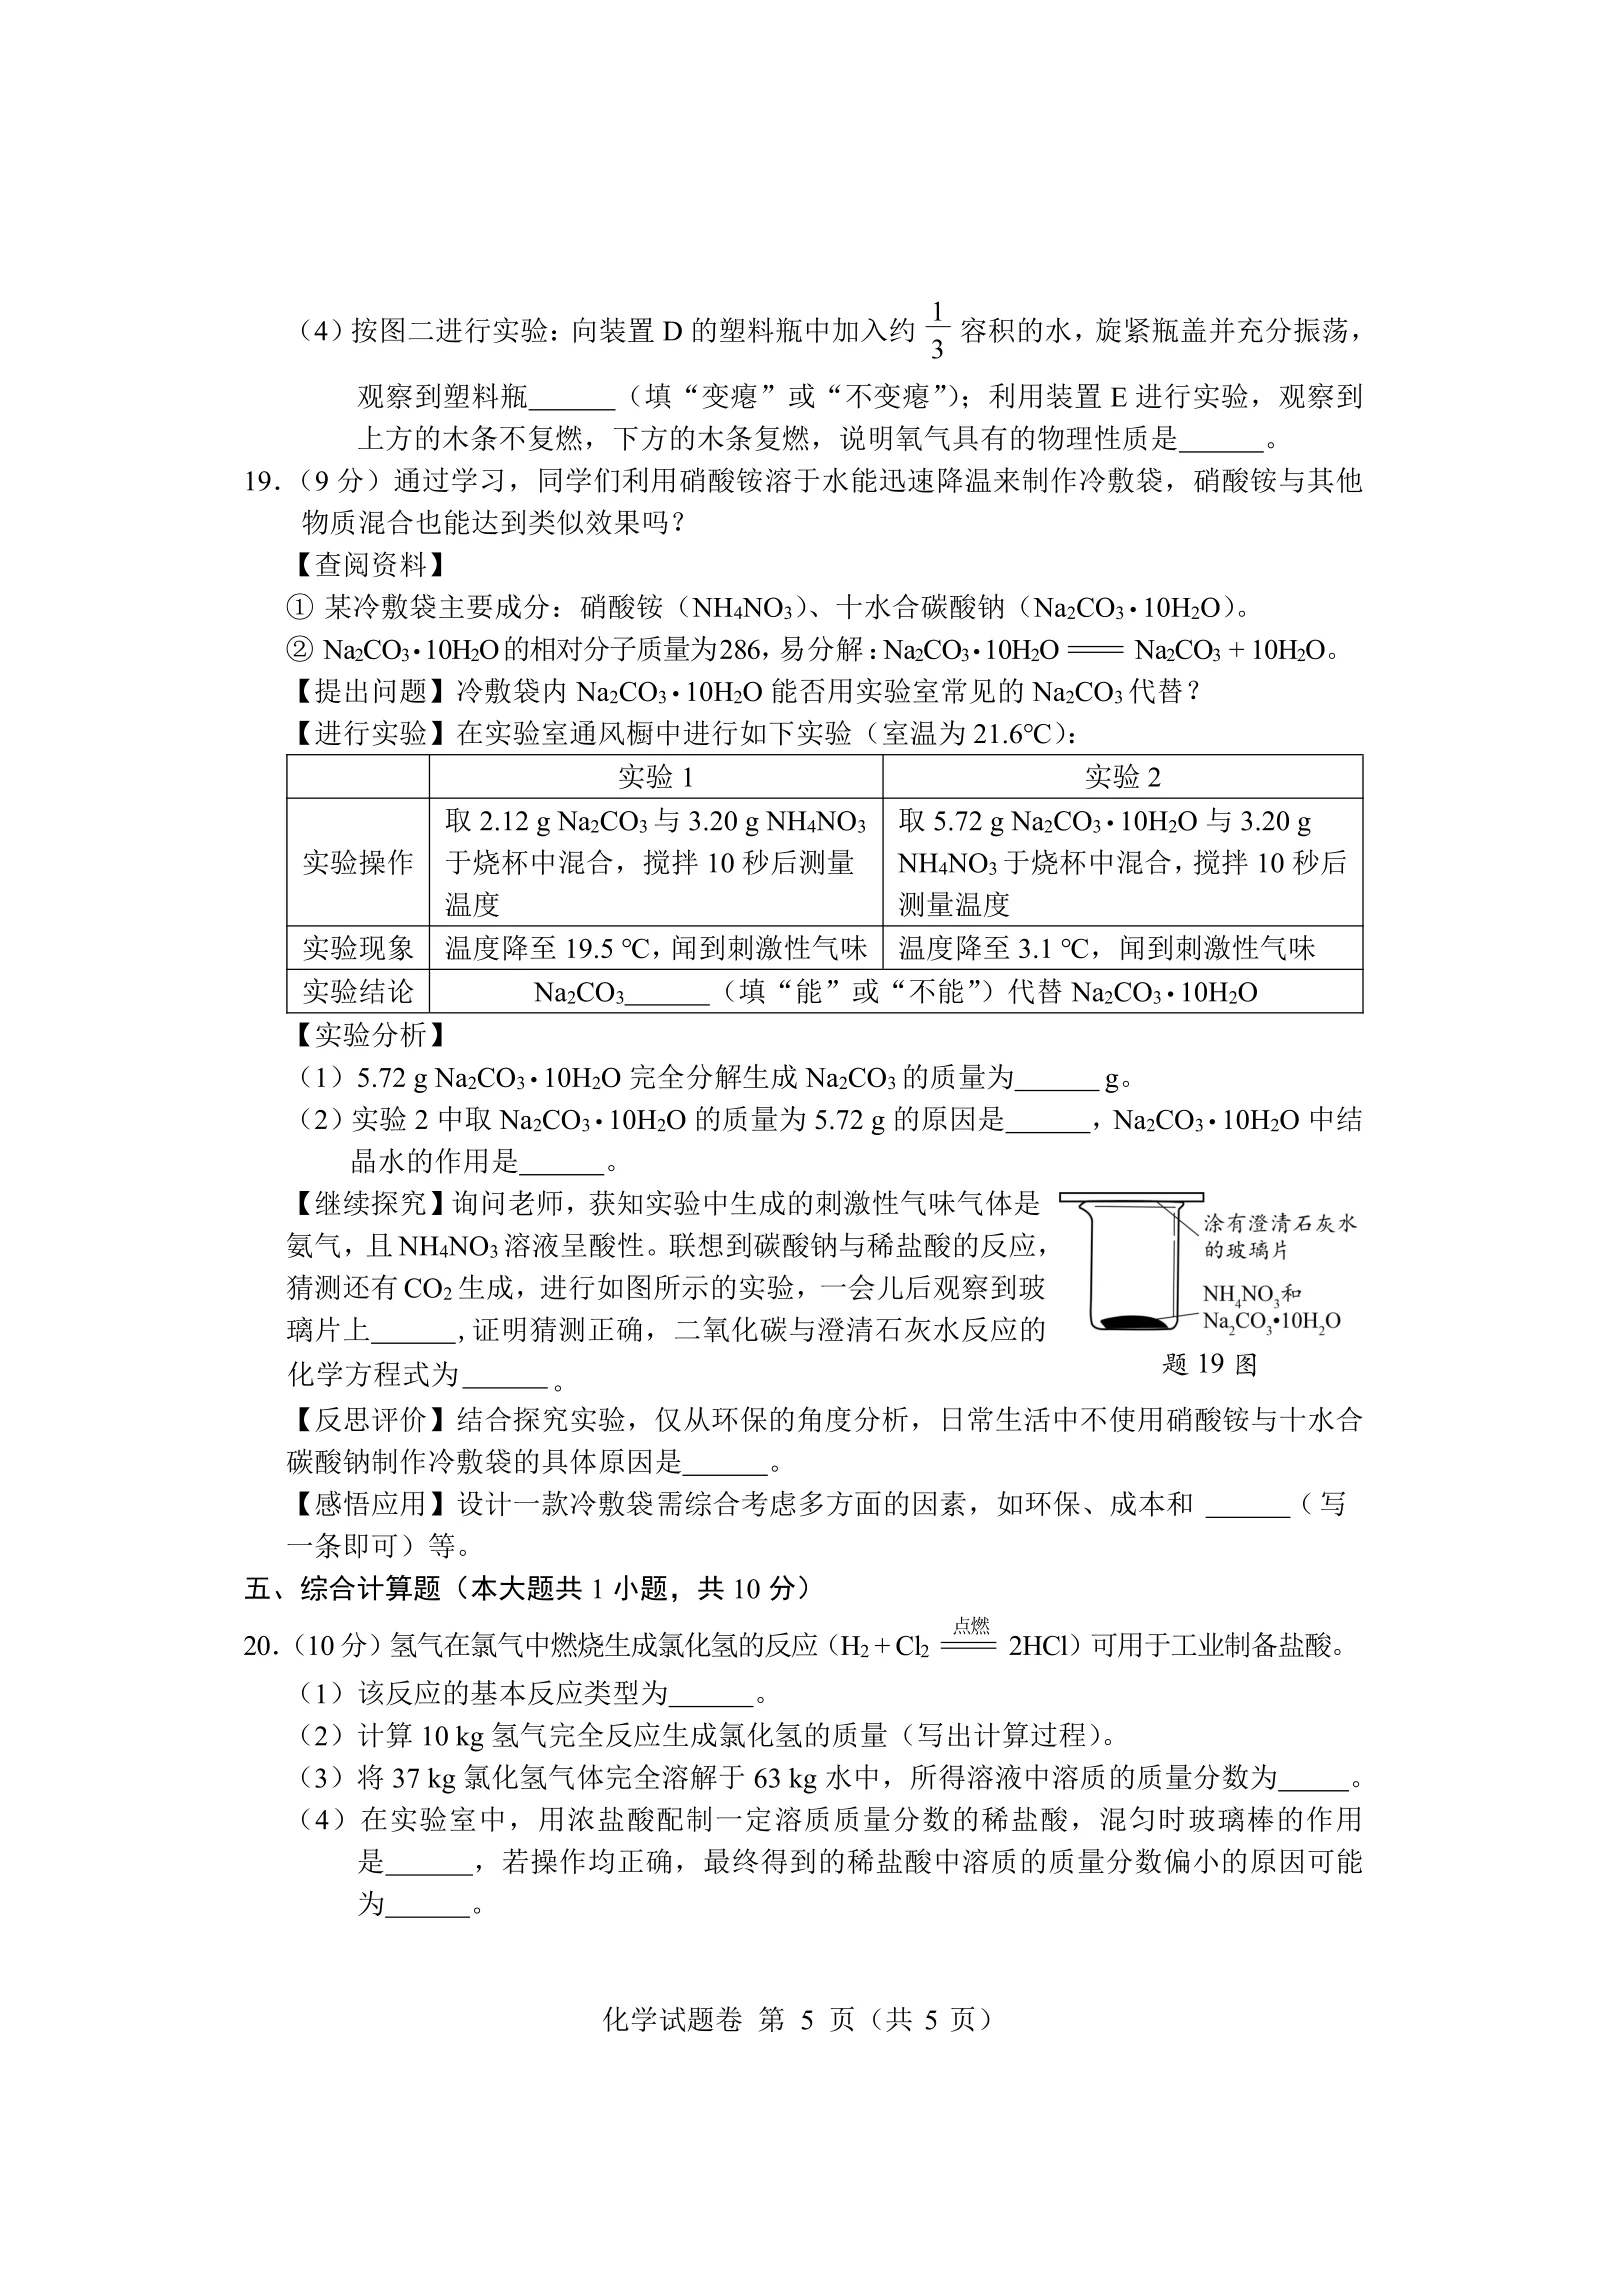 （4）按图二进行实验：向装置 D 的塑料瓶中加入约 1/3 容积的水，旋紧瓶盖并充分振荡，
观察到塑料瓶______（填“变瘪”或“不变瘪”）；利用装置 E 进行实验，观察到
上方的木条不复燃，下方的木条复燃，说明氧气具有的物理性质是______。
19.（9 分）通过学习，同学们利用硝酸铵溶于水能迅速降温来制作冷敷袋，硝酸铵与其他
物质混合也能达到类似效果吗？
【查阅资料】
① 某冷敷袋主要成分：硝酸铵（NH₄NO₃）、十水合碳酸钠（Na₂CO₃•10H₂O）。
② Na₂CO₃•10H₂O的相对分子质量为286，易分解：Na₂CO₃•10H₂O ══ Na₂CO₃ + 10H₂O。
【提出问题】冷敷袋内 Na₂CO₃•10H₂O 能否用实验室常见的 Na₂CO₃代替？
【进行实验】在实验室通风橱中进行如下实验（室温为 21.6℃）：
实验 1 实验 2
实验操作
取 2.12 g Na₂CO₃与 3.20 g NH₄NO₃
于烧杯中混合，搅拌 10 秒后测量
温度
取 5.72 g Na₂CO₃•10H₂O 与 3.20 g
NH₄NO₃于烧杯中混合，搅拌 10 秒后
测量温度
实验现象 温度降至 19.5 ℃，闻到刺激性气味 温度降至 3.1 ℃，闻到刺激性气味
实验结论 Na₂CO₃______（填“能”或“不能”）代替 Na₂CO₃•10H₂O
【实验分析】
（1）5.72 g Na₂CO₃•10H₂O 完全分解生成 Na₂CO₃的质量为______g。
（2）实验 2 中取 Na₂CO₃•10H₂O 的质量为 5.72 g 的原因是______，Na₂CO₃•10H₂O 中结
晶水的作用是______。
【继续探究】询问老师，获知实验中生成的刺激性气味气体是
氨气，且NH₄NO₃溶液呈酸性。联想到碳酸钠与稀盐酸的反应，
猜测还有CO₂生成，进行如图所示的实验，一会儿后观察到玻
璃片上______,证明猜测正确，二氧化碳与澄清石灰水反应的
化学方程式为______。
涂有澄清石灰水
的玻璃片
NH₄NO₃和
Na₂CO₃•10H₂O
题 19 图
【反思评价】结合探究实验，仅从环保的角度分析，日常生活中不使用硝酸铵与十水合
碳酸钠制作冷敷袋的具体原因是______。
【感悟应用】设计一款冷敷袋需综合考虑多方面的因素，如环保、成本和 ______（写
一条即可）等。
五、综合计算题（本大题共 1 小题，共 10 分）
20.（10 分）氢气在氯气中燃烧生成氯化氢的反应（H₂ + Cl₂ ══点燃══ 2HCl）可用于工业制备盐酸。
（1）该反应的基本反应类型为______。
（2）计算 10 kg 氢气完全反应生成氯化氢的质量（写出计算过程）。
（3）将 37 kg 氯化氢气体完全溶解于 63 kg 水中，所得溶液中溶质的质量分数为_____。
（4）在实验室中，用浓盐酸配制一定溶质质量分数的稀盐酸，混匀时玻璃棒的作用
是______，若操作均正确，最终得到的稀盐酸中溶质的质量分数偏小的原因可能
为______。
化学试题卷 第 5 页（共 5 页）